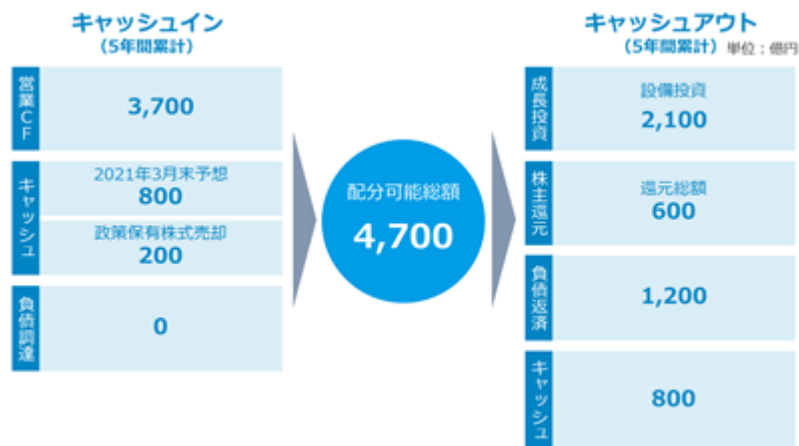 キャッシュイン
(5年間累計)
営業CF
3,700
キャッシュ
2021年3月末予想
800
政策保有株式売却
200
負債調達
0
配分可能総額
4,700
キャッシュアウト
(5年間累計) 単位:億円
成長投資
設備投資
2,100
株主還元
還元総額
600
負債返済
1,200
キャッシュ
800